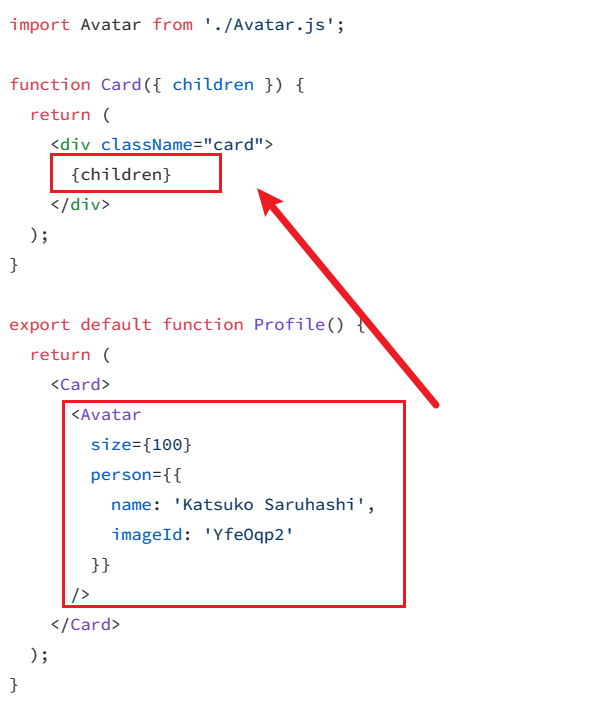 import Avatar from './Avatar.js';
function Card({ children }) {
  return (
    <div className="card">
      {children}
    </div>
  );
}
export default function Profile() {
  return (
    <Card>
      <Avatar
        size={100}
        person={{
          name: 'Katsuko Saruhashi',
          imageId: 'YfeOqp2'
        }}
      />
    </Card>
  );
}